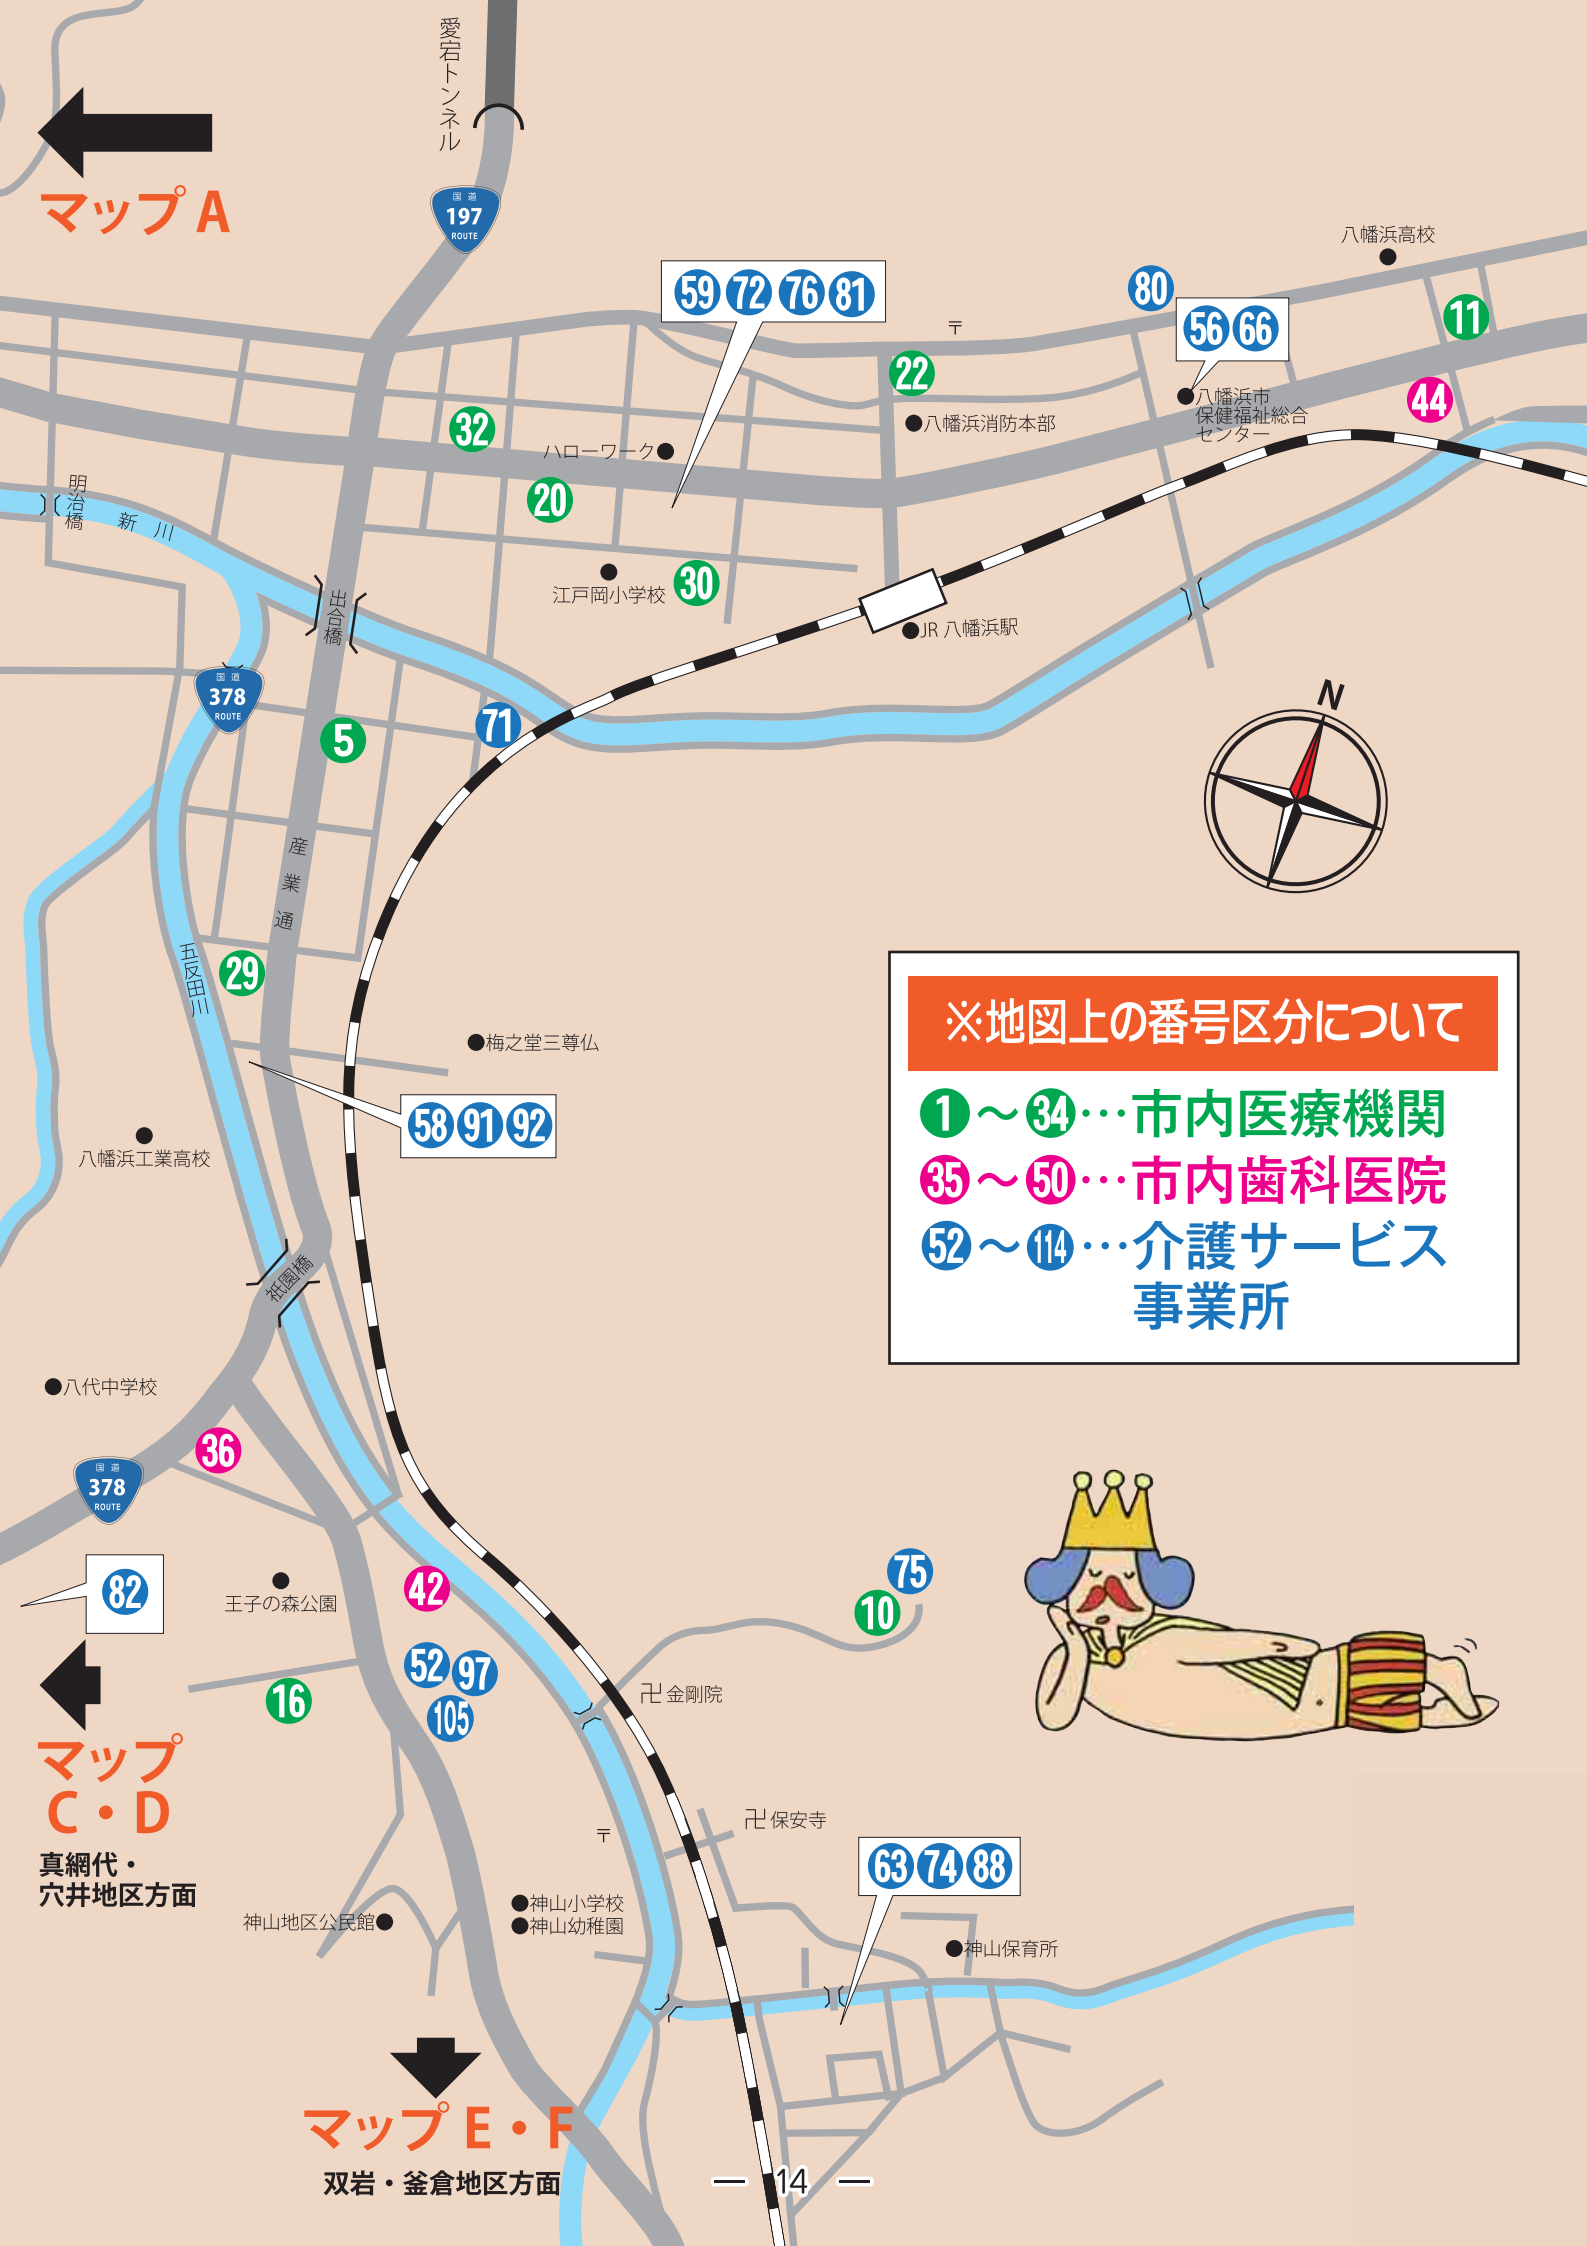 愛宕トンネル
マップ A
国道
197
ROUTE
八幡浜高校
59 72 76 81
80
56 66
11
〒
22
44
八幡浜市
保健福祉総合
センター
32
八幡浜消防本部
ハローワーク
20
明治橋
新川
江戸岡小学校
30
出合橋
JR 八幡浜駅
国道
378
ROUTE
N
5
71
産業通
五反田川
29
※地図上の番号区分について
1～34…市内医療機関
35～50…市内歯科医院
52～114…介護サービス
事業所
梅之堂三尊仏
58 91 92
八幡浜工業高校
祇園橋
八代中学校
36
国道
378
ROUTE
82
王子の森公園
42
75
10
52 97
105
16
卍金剛院
マップ
C・D
真網代・
穴井地区方面
〒
卍保安寺
63 74 88
神山小学校
神山幼稚園
神山地区公民館
神山保育所
マップ E・F
双岩・釜倉地区方面
— 14 —